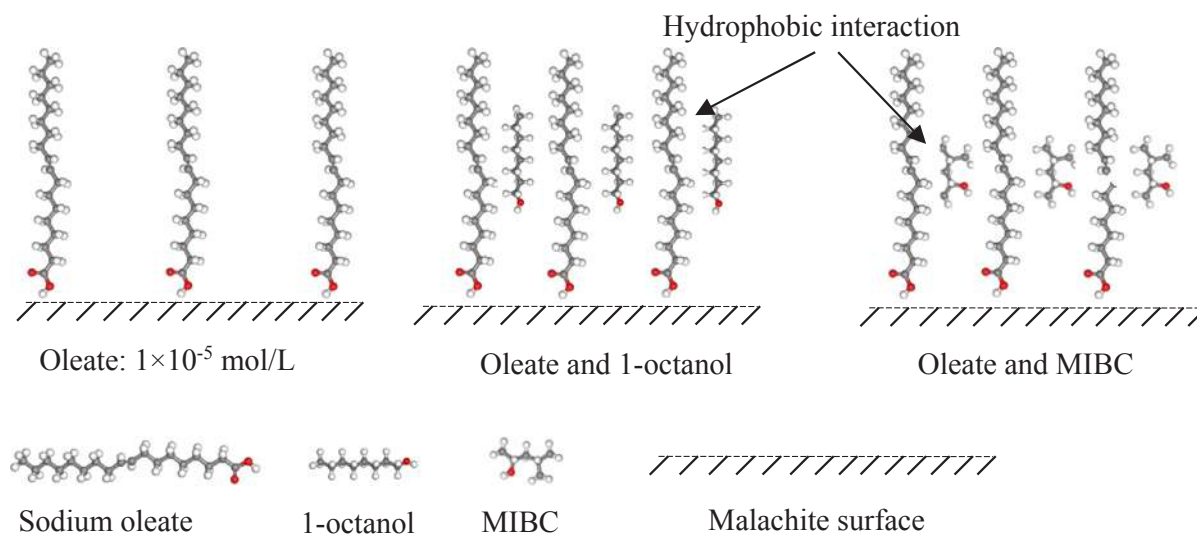 Hydrophobic interaction
Oleate: 1×10⁻⁵ mol/L
Oleate and 1-octanol
Oleate and MIBC
Sodium oleate
1-octanol
MIBC
Malachite surface